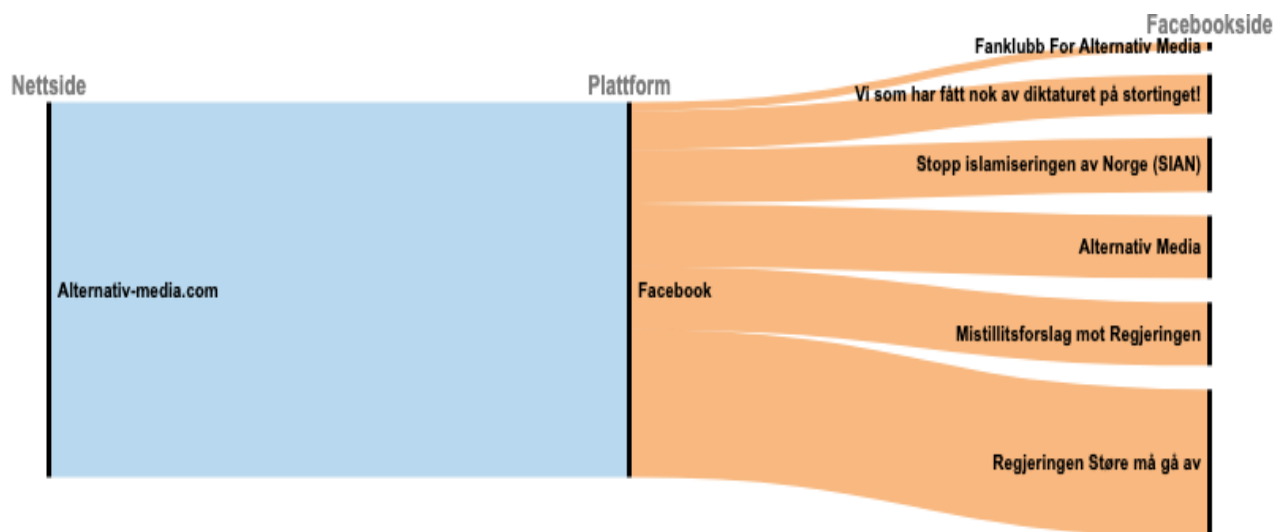 Facebookside
Fanklubb For Alternativ Media
Nettside
Plattform
Vi som har fått nok av diktaturet på stortinget!
Stopp islamiseringen av Norge (SIAN)
Alternativ Media
Alternativ-media.com
Facebook
Mistillitsforslag mot Regjeringen
Regjeringen Støre må gå av